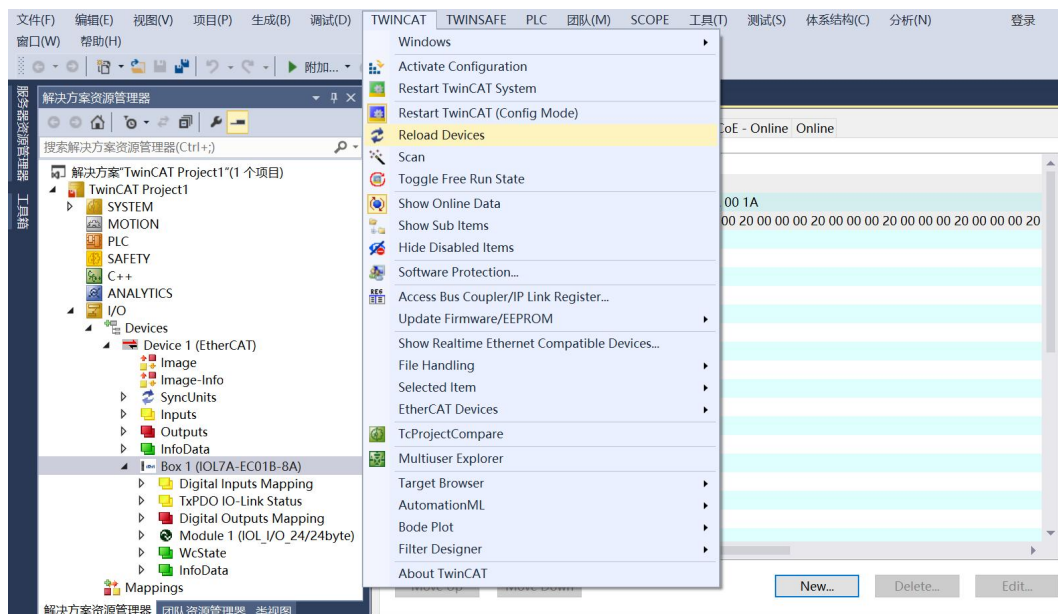 文件(F) 编辑(E) 视图(V) 项目(P) 生成(B) 调试(D) TWINCAT TWINSAFE PLC 团队(M) SCOPE 工具(T) 测试(S) 体系结构(C) 分析(N) 登录
窗口(W) 帮助(H)
附加...
服务器资源管理器
工具箱
解决方案资源管理器
搜索解决方案资源管理器(Ctrl+;)
解决方案"TwinCAT Project1"(1 个项目)
TwinCAT Project1
SYSTEM
MOTION
PLC
SAFETY
C++
ANALYTICS
I/O
Devices
Device 1 (EtherCAT)
Image
Image-Info
SyncUnits
Inputs
Outputs
InfoData
Box 1 (IOL7A-EC01B-8A)
Digital Inputs Mapping
TxPDO IO-Link Status
Digital Outputs Mapping
Module 1 (IOL_I/O_24/24byte)
WcState
InfoData
Mappings
解决方案资源管理器 团队资源管理器 类视图
Windows
Activate Configuration
Restart TwinCAT System
Restart TwinCAT (Config Mode)
Reload Devices
Scan
Toggle Free Run State
Show Online Data
Show Sub Items
Hide Disabled Items
Software Protection...
Access Bus Coupler/IP Link Register...
Update Firmware/EEPROM
Show Realtime Ethernet Compatible Devices...
File Handling
Selected Item
EtherCAT Devices
TcProjectCompare
Multiuser Explorer
Target Browser
AutomationML
Bode Plot
Filter Designer
About TwinCAT
CoE - Online Online
00 1A
00 20 00 00 00 20 00 00 00 20 00 00 00 20 00 00 00 20
Move Up Move Down New... Delete... Edit...